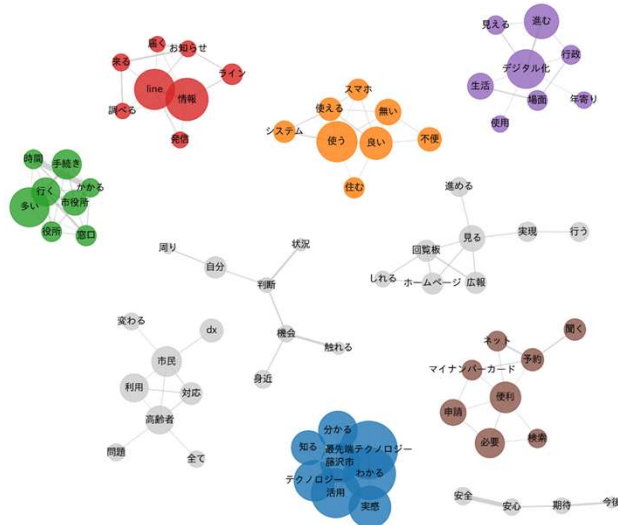 届く
お知らせ
来る
ライン
line
情報
調べる
発信
スマホ
使える
無い
システム
使う
良い
不便
住む
見える
進む
デジタル化
行政
生活
場面
年寄り
使用
時間
手続き
行く
かかる
多い
市役所
役所
窓口
周り
状況
自分
判断
機会
触れる
身近
進める
見る
実現
行う
回覧板
しれる
ホームページ
広報
変わる
dx
市民
利用
対応
高齢者
問題
全て
分かる
知る
最先端
テクノロジー
藤沢市
わかる
テクノロジー
活用
実感
ネット
聞く
予約
マイナンバーカード
便利
申請
必要
検索
安全
安心
期待
今後